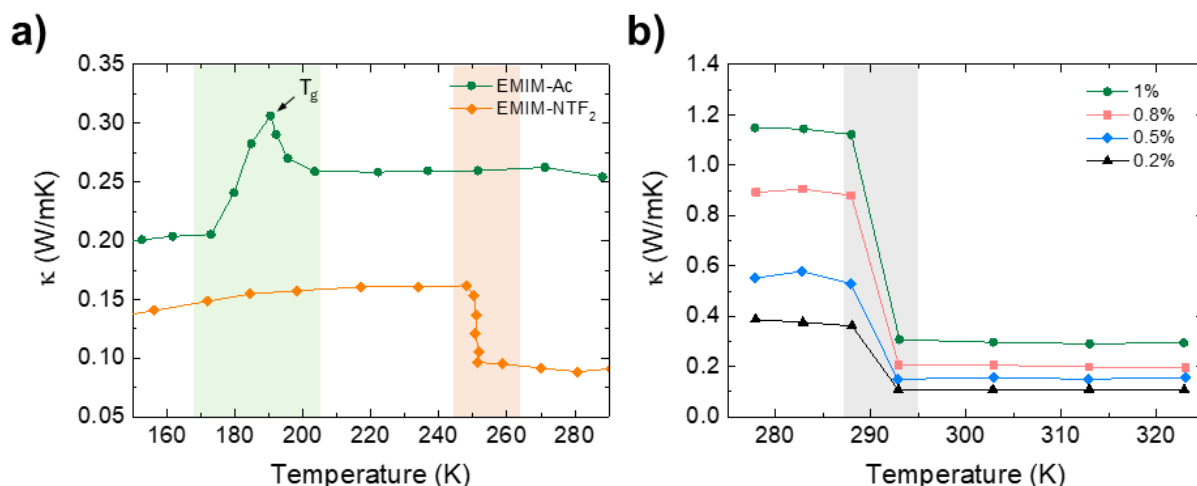 a)
0.35
0.30
0.25
0.20
0.15
0.10
0.05
κ (W/mK)
Tg
EMIM-Ac
EMIM-NTF2
160 180 200 220 240 260 280
Temperature (K)
b)
1.4
1.2
1.0
0.8
0.6
0.4
0.2
0.0
κ (W/mK)
1%
0.8%
0.5%
0.2%
280 290 300 310 320
Temperature (K)